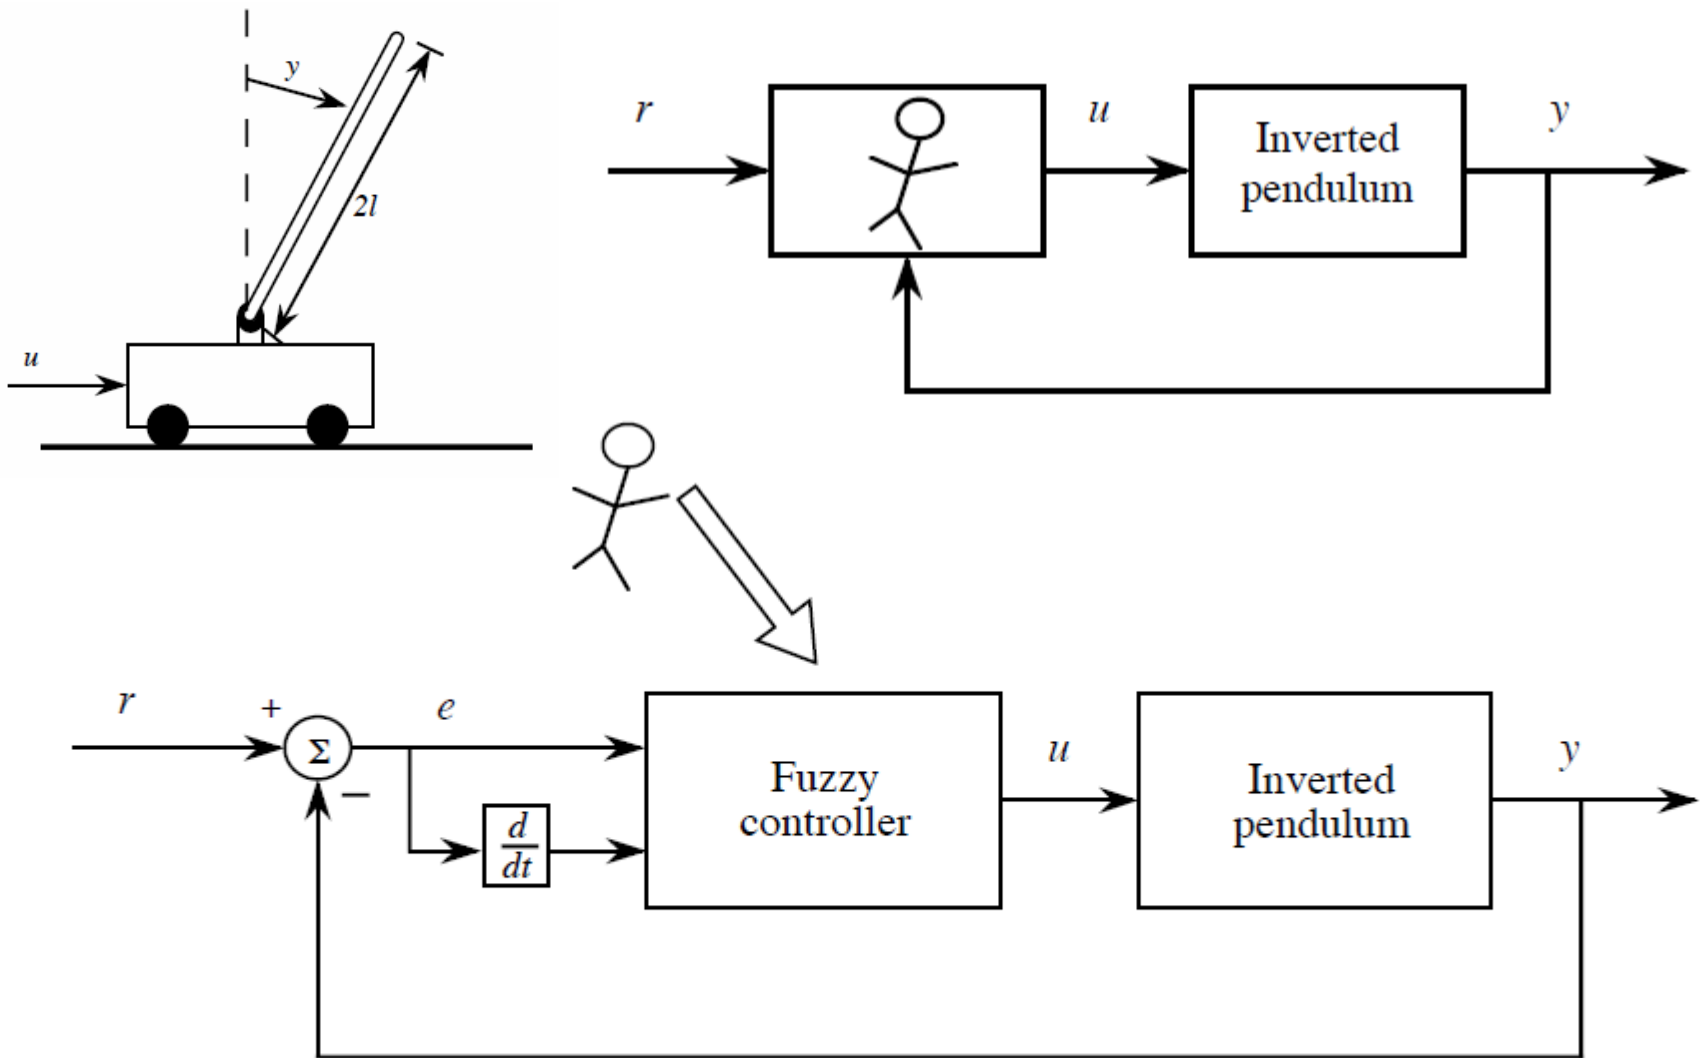 y
2l
u
r
u
Inverted
pendulum
y
r
+
Σ
−
e
d
dt
Fuzzy
controller
u
Inverted
pendulum
y